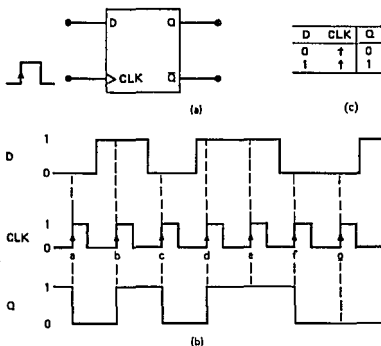 D Q
CLK Q̅
(a)
D CLK Q
0 ↑ 0
1 ↑ 1
(c)
1
D
0
1
CLK
0
a b c d e f g
1
Q
0
(b)